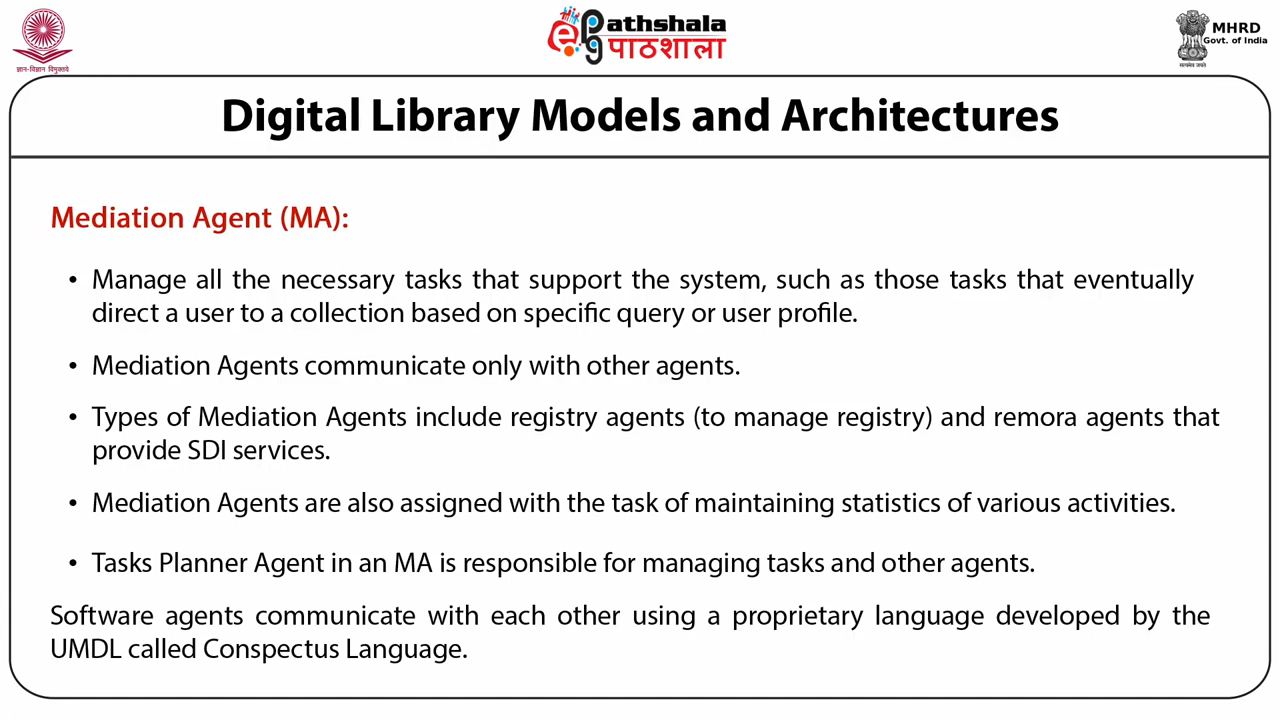 ज्ञान-विज्ञान विमुक्तये
ePG Pathshala
पाठशाला
MHRD
Govt. of India
सत्यमेव जयते
Digital Library Models and Architectures
Mediation Agent (MA):
• Manage all the necessary tasks that support the system, such as those tasks that eventually
direct a user to a collection based on specific query or user profile.
• Mediation Agents communicate only with other agents.
• Types of Mediation Agents include registry agents (to manage registry) and remora agents that
provide SDI services.
• Mediation Agents are also assigned with the task of maintaining statistics of various activities.
• Tasks Planner Agent in an MA is responsible for managing tasks and other agents.
Software agents communicate with each other using a proprietary language developed by the
UMDL called Conspectus Language.